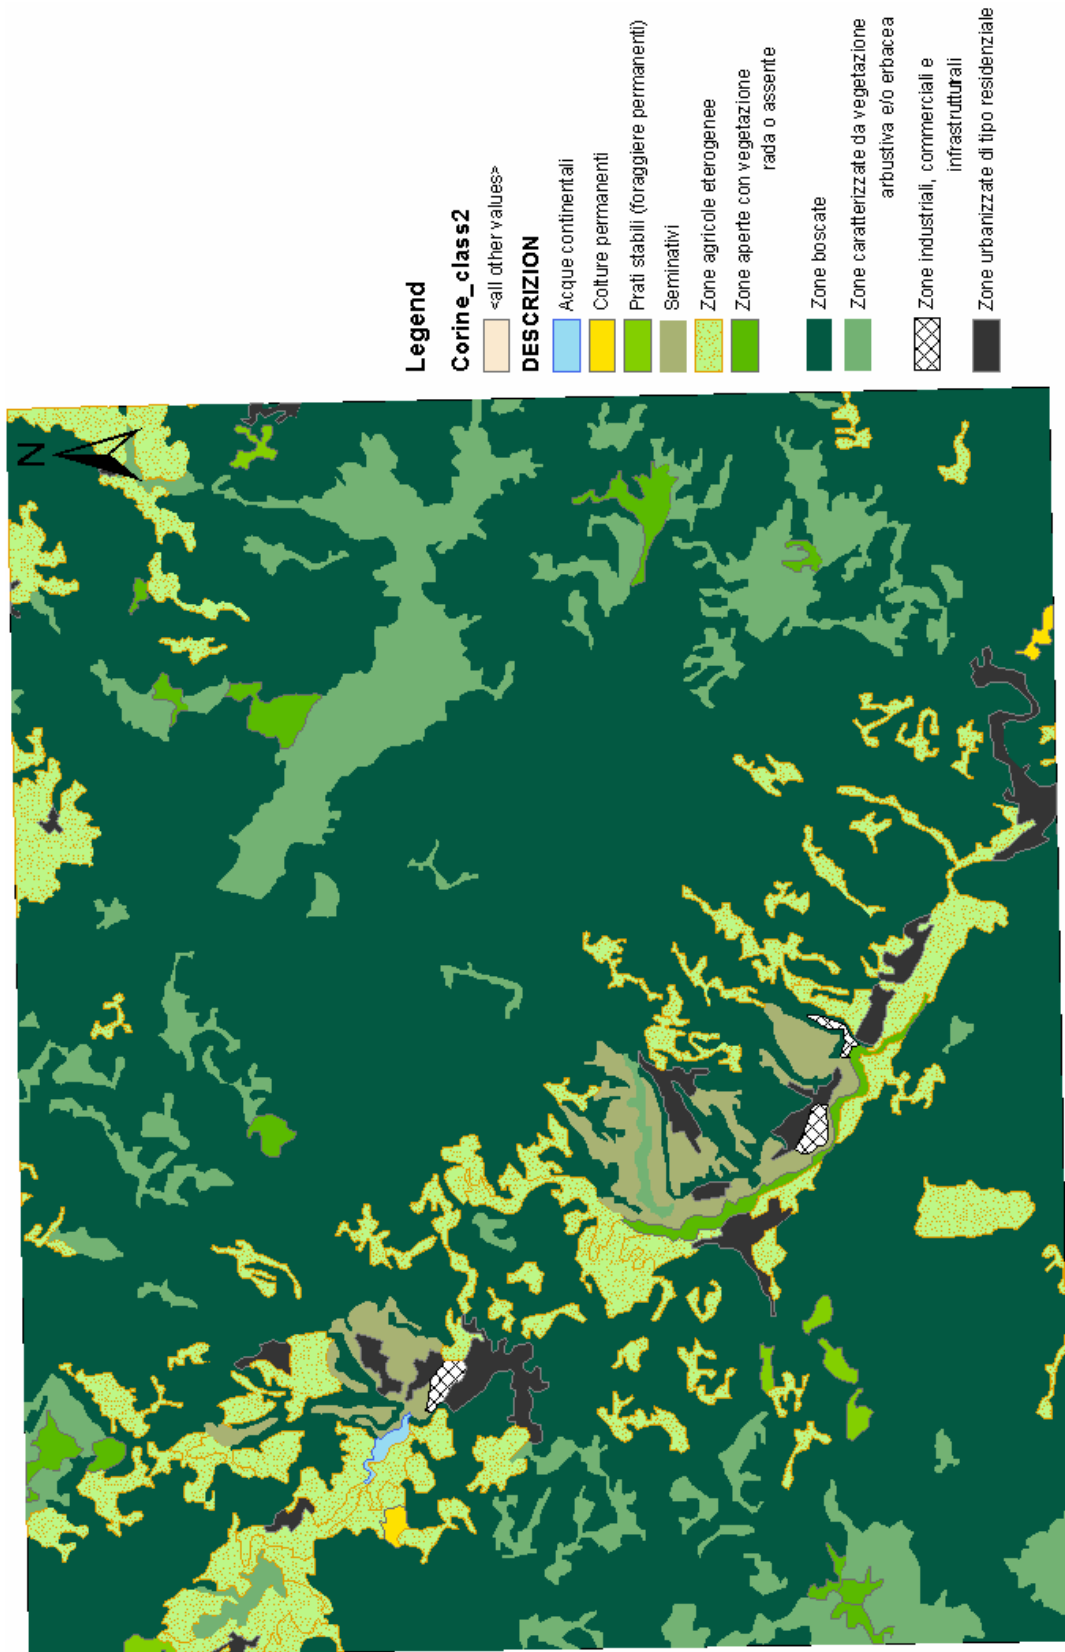 N
Legend
Corine_class2
<all other values>
DESCRIZION
Acque continentali
Colture permanenti
Prati stabili (foraggiere permanenti)
Seminativi
Zone agricole eterogenee
Zone aperte con vegetazione
rada o assente
Zone boscate
Zone caratterizzate da vegetazione
arbustiva e/o erbacea
Zone industriali, commerciali e
infrastrutturali
Zone urbanizzate di tipo residenziale